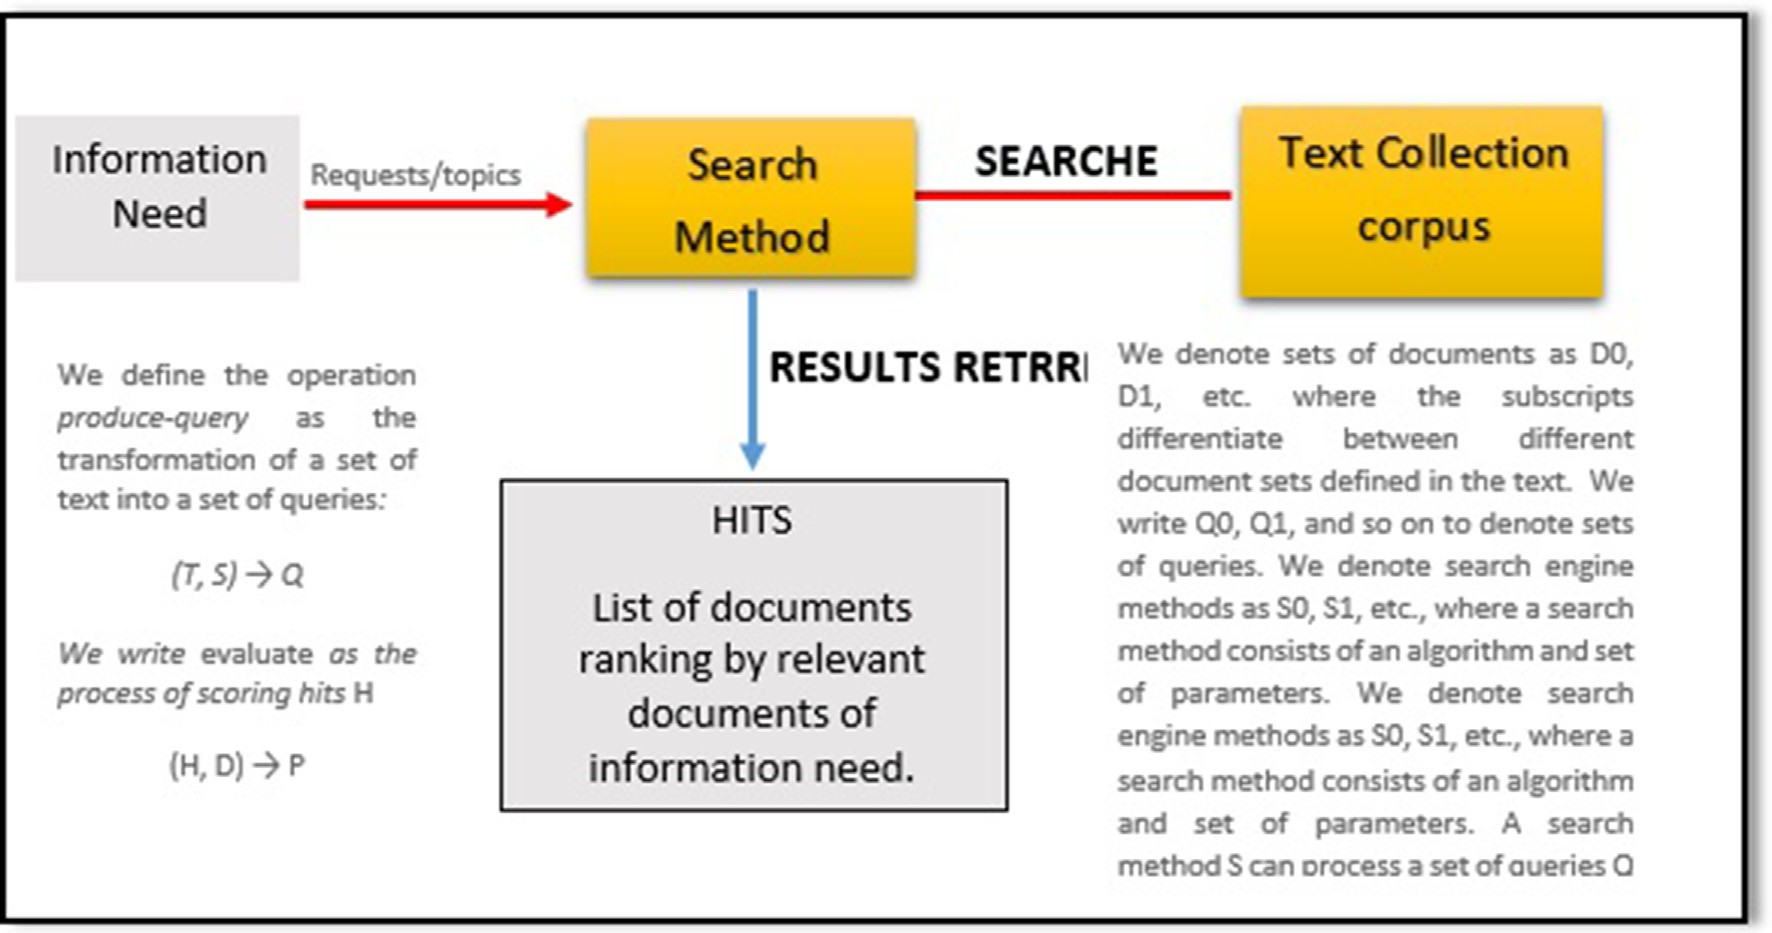 Information
Need
Requests/topics
Search
Method
SEARCHE
Text Collection
corpus
RESULTS RETRRI
HITS
List of documents
ranking by relevant
documents of
information need.
We define the operation
produce-query as the
transformation of a set of
text into a set of queries:
(T, S) → Q
We write evaluate as the
process of scoring hits H
(H, D) → P
We denote sets of documents as D0,
D1, etc. where the subscripts
differentiate between different
document sets defined in the text. We
write Q0, Q1, and so on to denote sets
of queries. We denote search engine
methods as S0, S1, etc., where a search
method consists of an algorithm and set
of parameters. We denote search
engine methods as S0, S1, etc., where a
search method consists of an algorithm
and set of parameters. A search
method S can process a set of queries Q